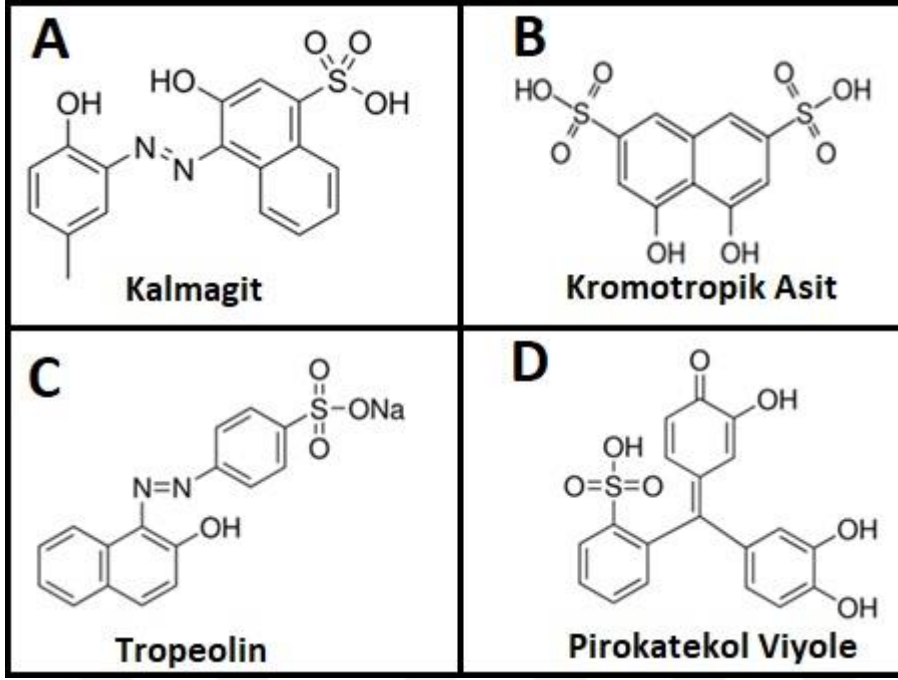 A
OH
HO
O O
S
OH
N
N
Kalmagit
B
HO O
S
O
O OH
S
O
OH OH
Kromotropik Asit
C
O
S ONa
O
N=N
OH
Tropeolin
D
O
OH
OH
O=S=O
OH
OH
Pirokatekol Viyole